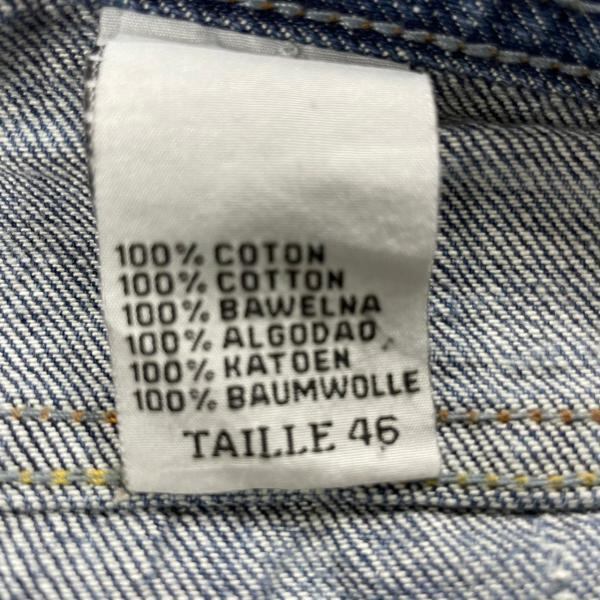 100% COTON
100% COTTON
100% BAWELNA
100% ALGODAO
100% KATOEN
100% BAUMWOLLE
TAILLE 46